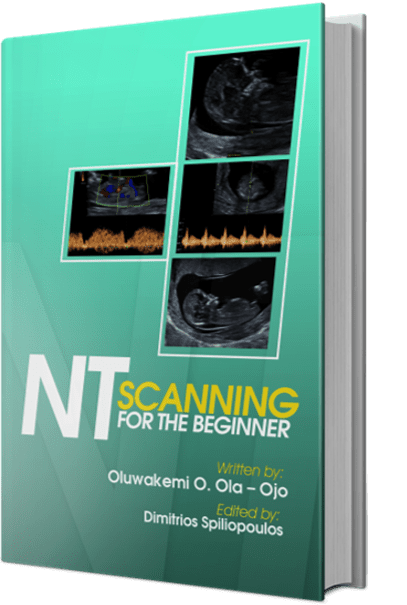 NT SCANNING
FOR THE BEGINNER
Written by:
Oluwakemi O. Ola – Ojo
Edited by:
Dimitrios Spiliopoulos